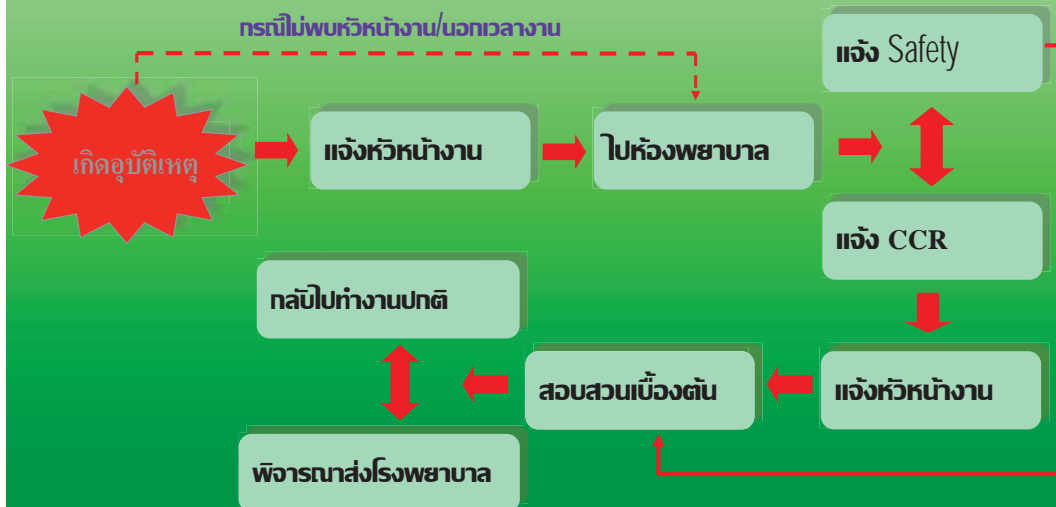 กรณีไม่พบหัวหน้างาน/นอกเวลางาน
แจ้ง Safety
เกิดอุบัติเหตุ
แจ้งหัวหน้างาน
ไปห้องพยาบาล
แจ้ง CCR
กลับไปทำงานปกติ
สอบสวนเบื้องต้น
แจ้งหัวหน้างาน
พิจารณาส่งโรงพยาบาล